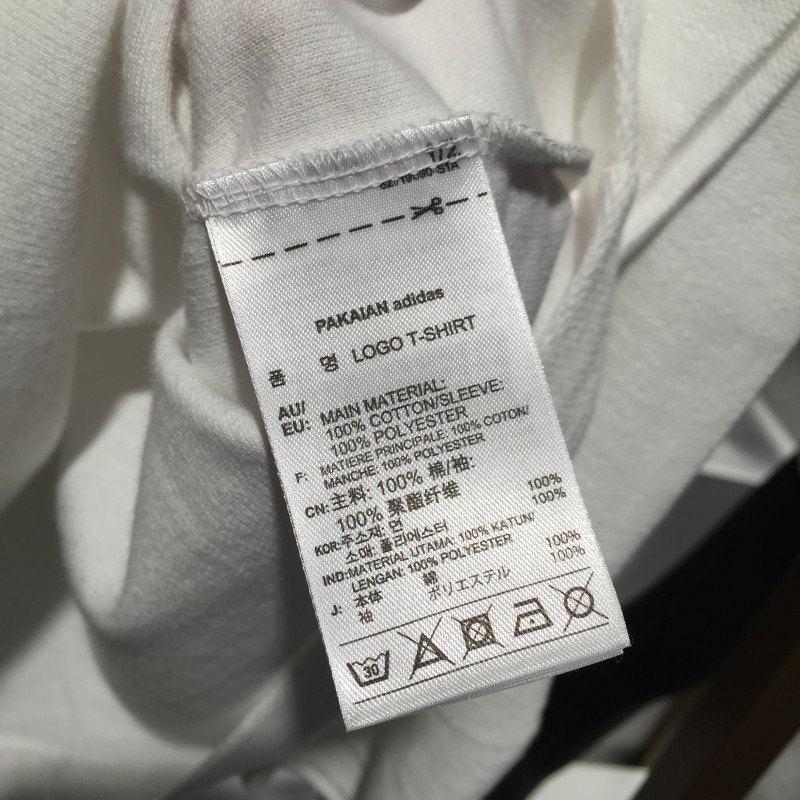 1/2.
PAKAIAN adidas
품 명 LOGO T-SHIRT
AU/
EU: MAIN MATERIAL:
100% COTTON/SLEEVE:
100% POLYESTER
F: MATIERE PRINCIPALE: 100% COTON/
MANCHE: 100% POLYESTER
CN: 主料: 100% 棉/袖:
100% 聚酯纤维
KOR: 주소재: 면 100%
소매: 폴리에스터 100%
IND: MATERIAL UTAMA: 100% KATUN/
LENGAN: 100% POLYESTER
J: 本体 綿 100%
袖 ポリエステル 100%
30